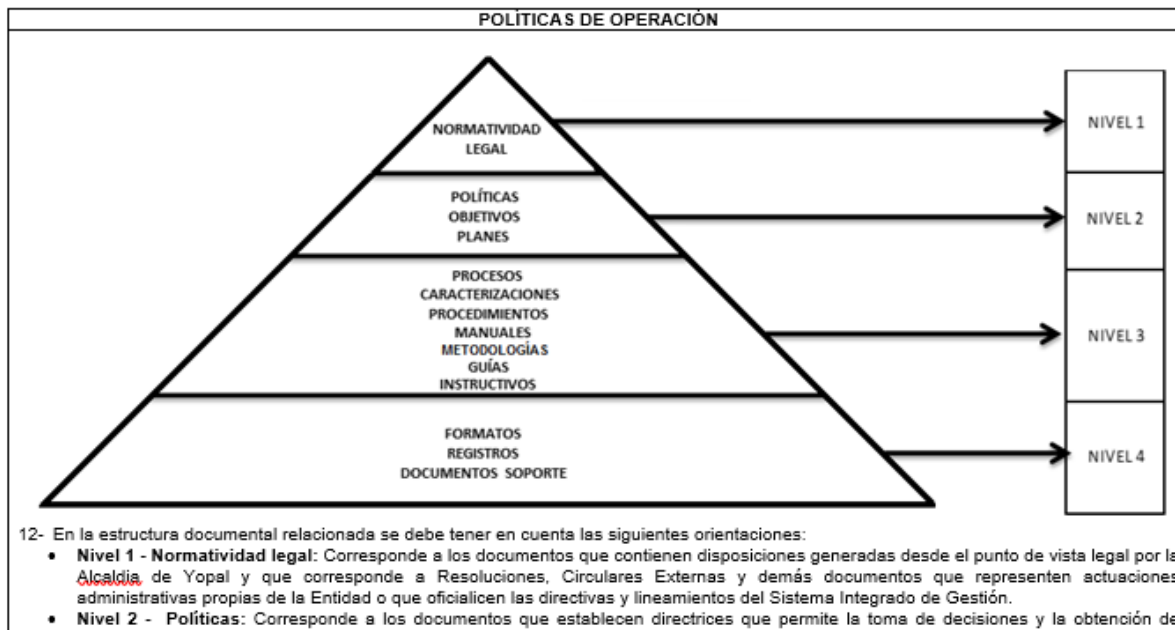 POLÍTICAS DE OPERACIÓN
NORMATIVIDAD
LEGAL
NIVEL 1
POLÍTICAS
OBJETIVOS
PLANES
NIVEL 2
PROCESOS
CARACTERIZACIONES
PROCEDIMIENTOS
MANUALES
METODOLOGÍAS
GUÍAS
INSTRUCTIVOS
NIVEL 3
FORMATOS
REGISTROS
DOCUMENTOS SOPORTE
NIVEL 4
12- En la estructura documental relacionada se debe tener en cuenta las siguientes orientaciones:
• Nivel 1 - Normatividad legal: Corresponde a los documentos que contienen disposiciones generadas desde el punto de vista legal por la
Alcaldia de Yopal y que corresponde a Resoluciones, Circulares Externas y demás documentos que representen actuaciones
administrativas propias de la Entidad o que oficialicen las directivas y lineamientos del Sistema Integrado de Gestión.
• Nivel 2 - Políticas: Corresponde a los documentos que establecen directrices que permite la toma de decisiones y la obtención d